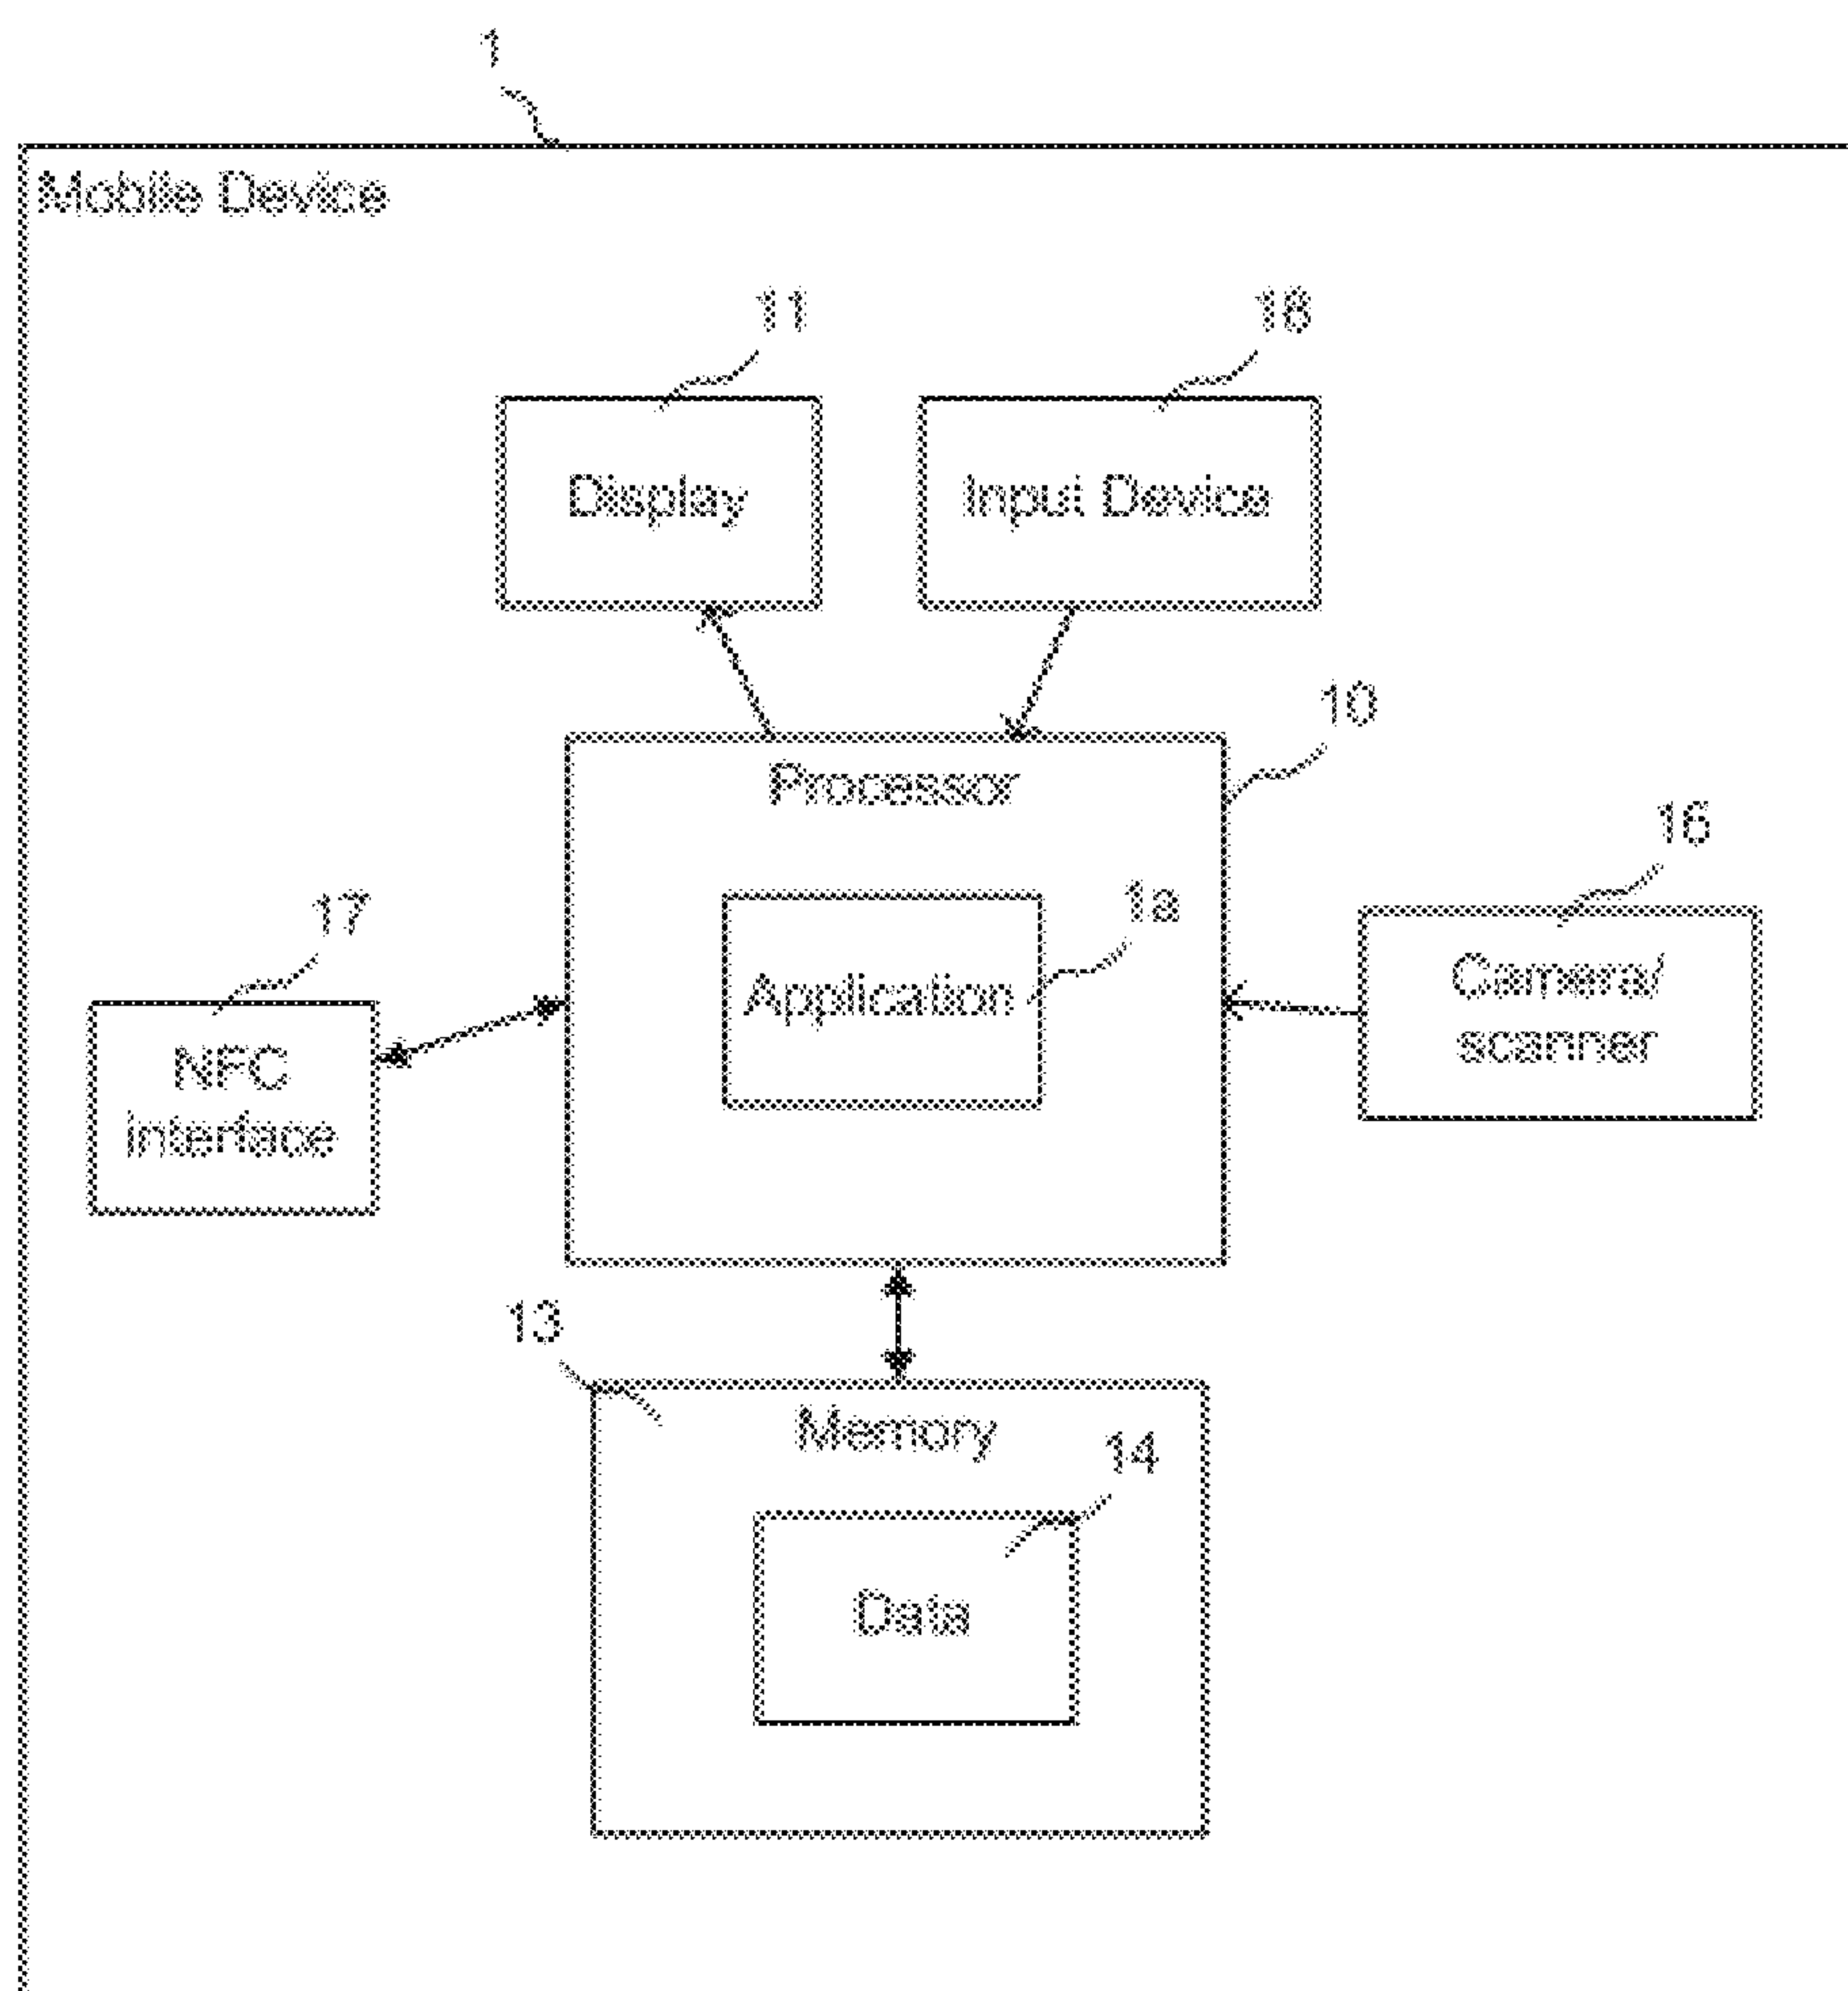 1
Mobile Device
11
18
Display
Input Device
10
Processor
16
17
1a
Camera/
scanner
Application
NFC
interface
13
Memory
14
Data